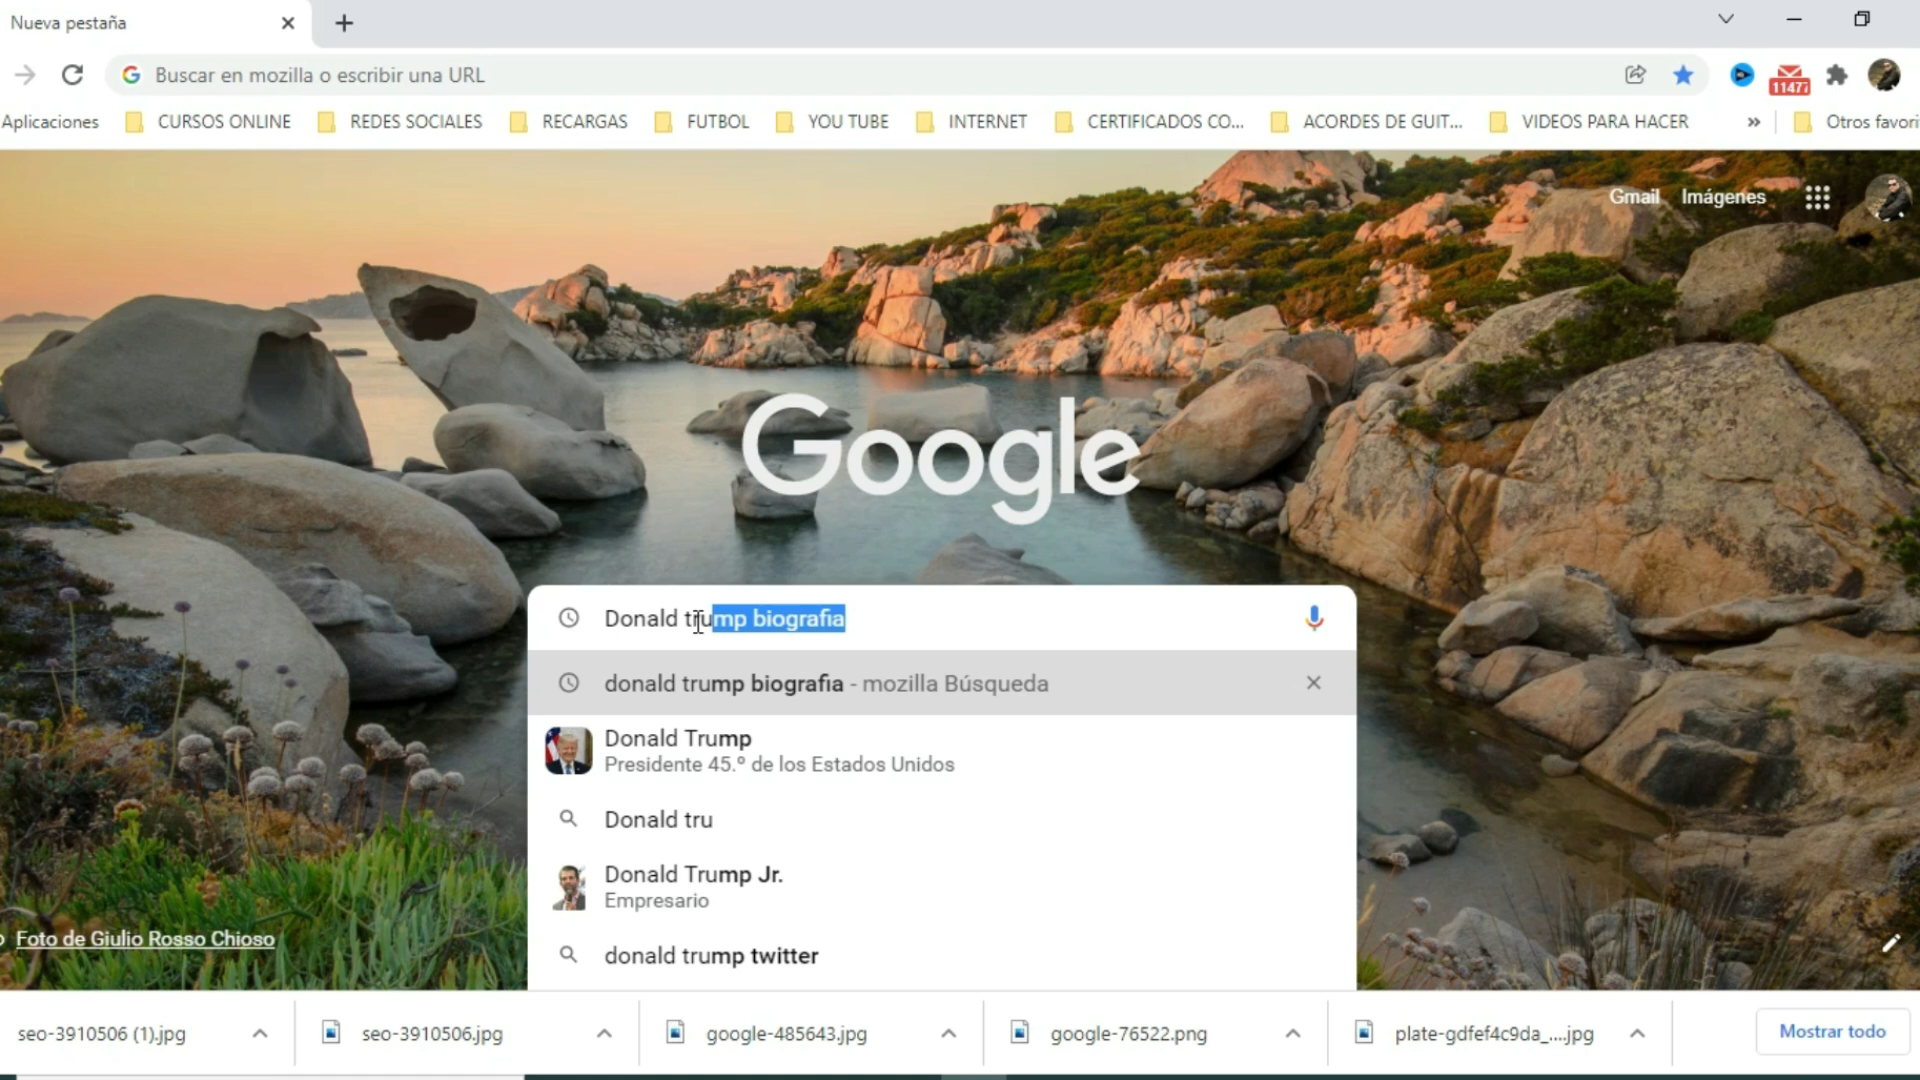 Nueva pestaña
Buscar en mozilla o escribir una URL
11477
Aplicaciones CURSOS ONLINE REDES SOCIALES RECARGAS FUTBOL YOU TUBE INTERNET CERTIFICADOS CO... ACORDES DE GUIT... VIDEOS PARA HACER » Otros favori
Gmail Imágenes
Google
Donald trump biografia
donald trump biografia - mozilla Búsqueda
Donald Trump
Presidente 45.º de los Estados Unidos
Donald tru
Donald Trump Jr.
Empresario
donald trump twitter
Foto de Giulio Rosso Chioso
seo-3910506 (1).jpg seo-3910506.jpg google-485643.jpg google-76522.png plate-gdfef4c9da_....jpg Mostrar todo